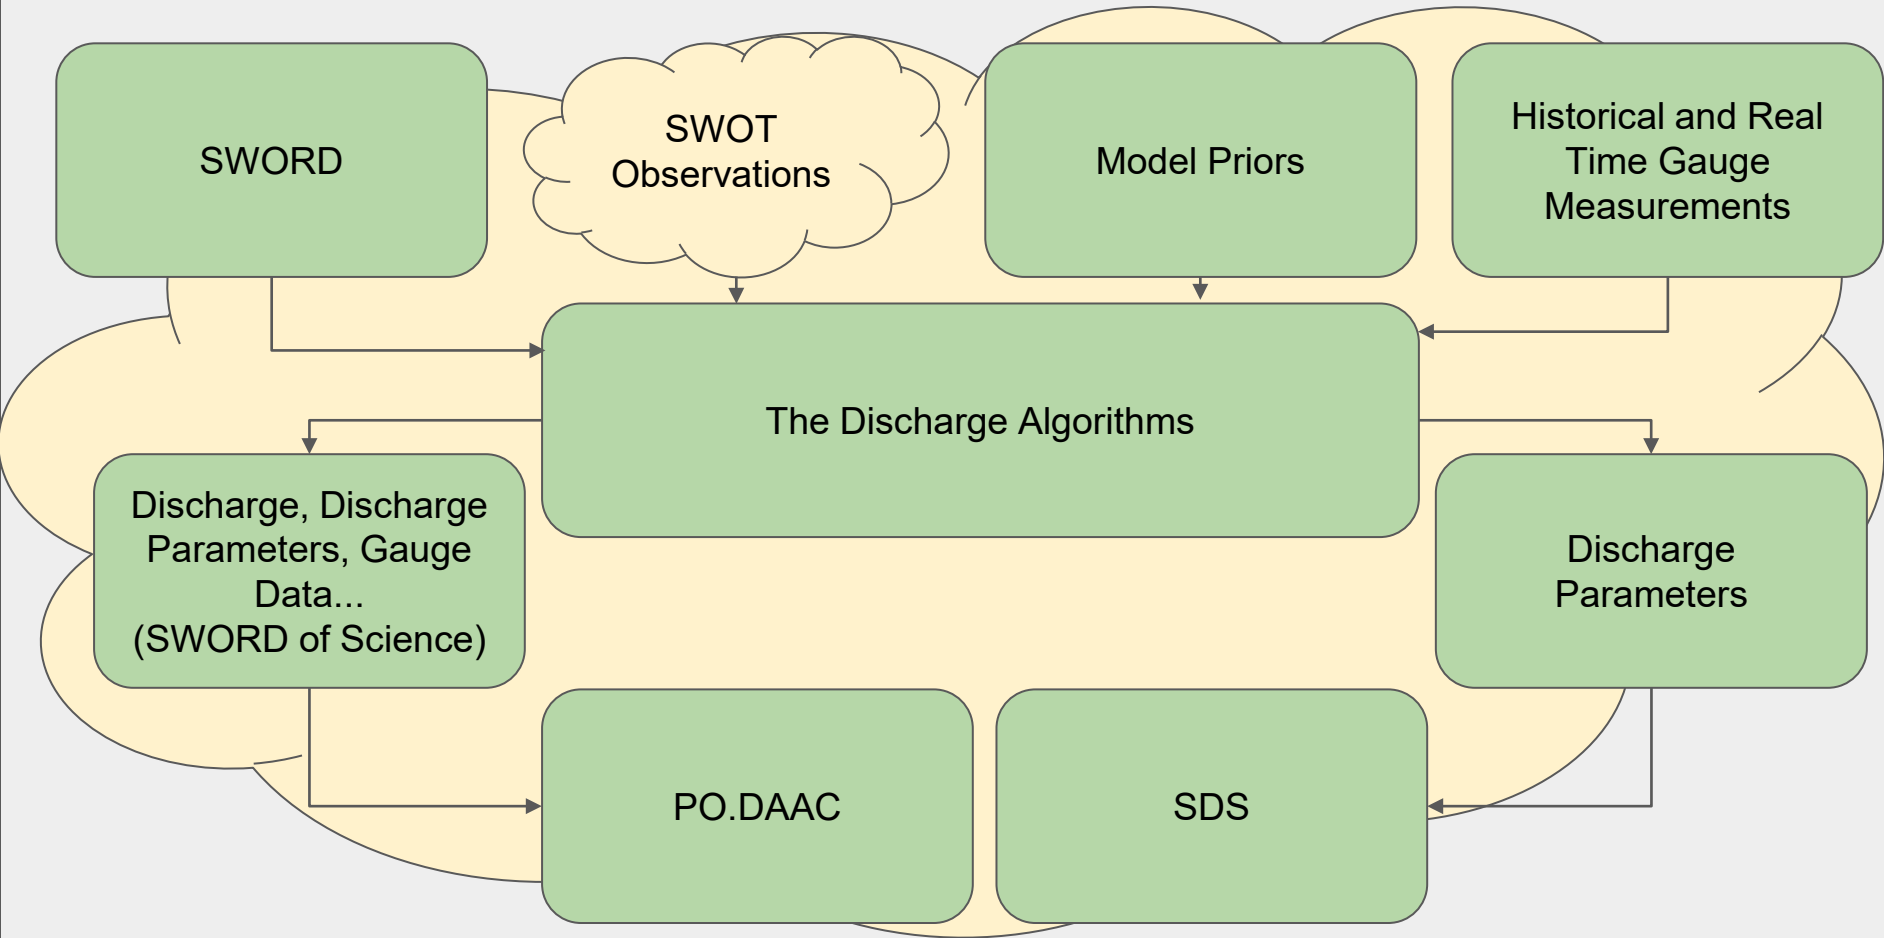 SWORD
SWOT
Observations
Model Priors
Historical and Real
Time Gauge
Measurements
The Discharge Algorithms
Discharge, Discharge
Parameters, Gauge
Data...
(SWORD of Science)
Discharge
Parameters
PO.DAAC
SDS